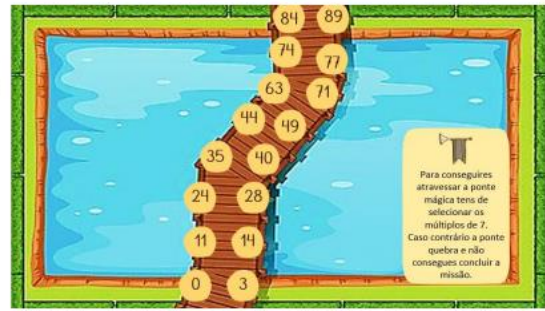 84 89
74 77
63 71
44 49
35 40
24 28
11 14
0 3
Para conseguires
atravessar a ponte
mágica tens de
selecionar os
múltiplos de 7.
Caso contrário a ponte
quebra e não
consegues concluir a
missão.